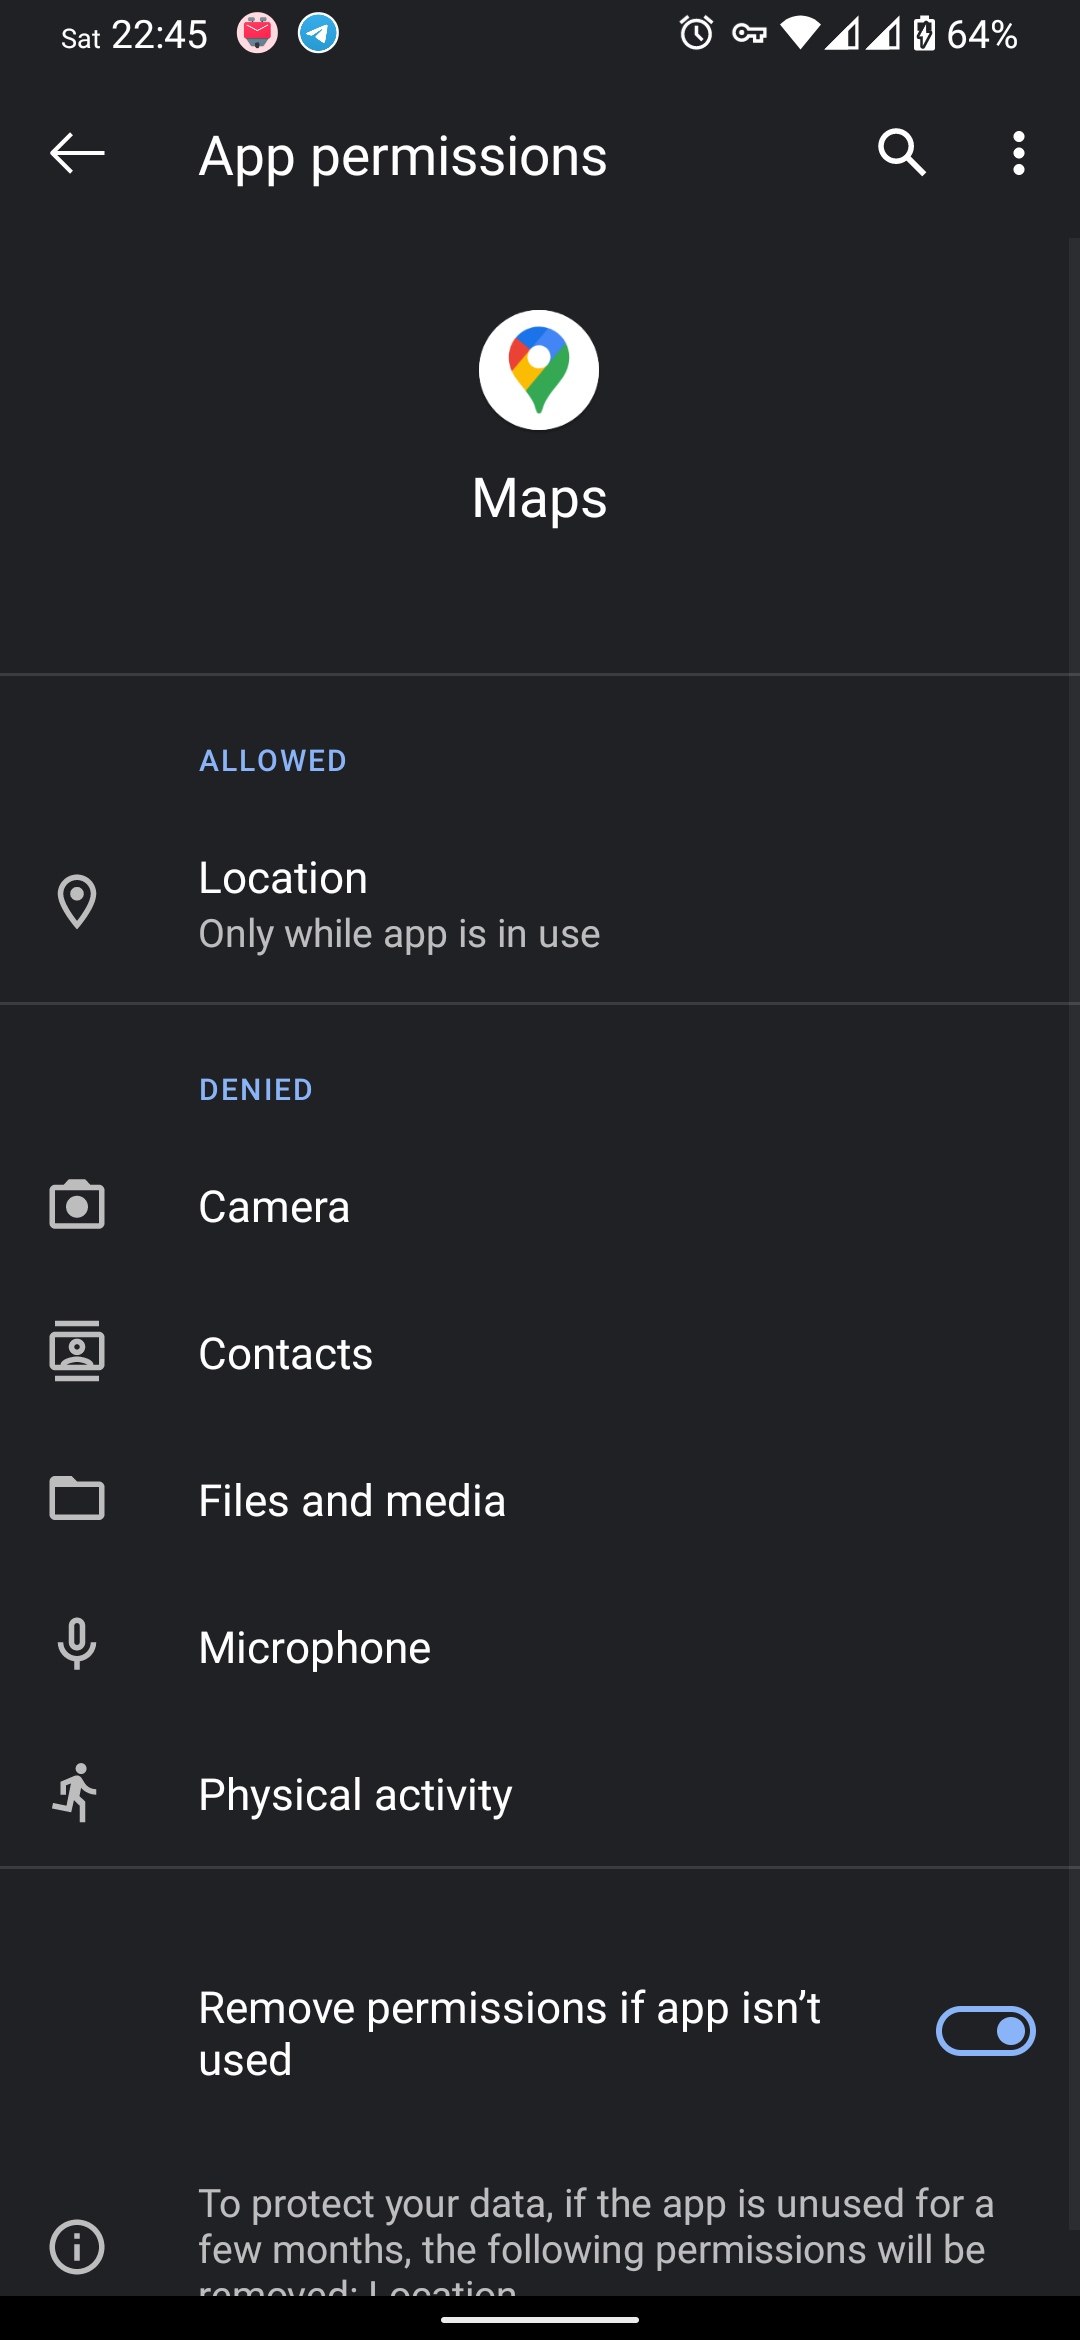 Sat 22:45 64%
App permissions
Maps
ALLOWED
Location
Only while app is in use
DENIED
Camera
Contacts
Files and media
Microphone
Physical activity
Remove permissions if app isn’t
used
To protect your data, if the app is unused for a
few months, the following permissions will be
removed: Location